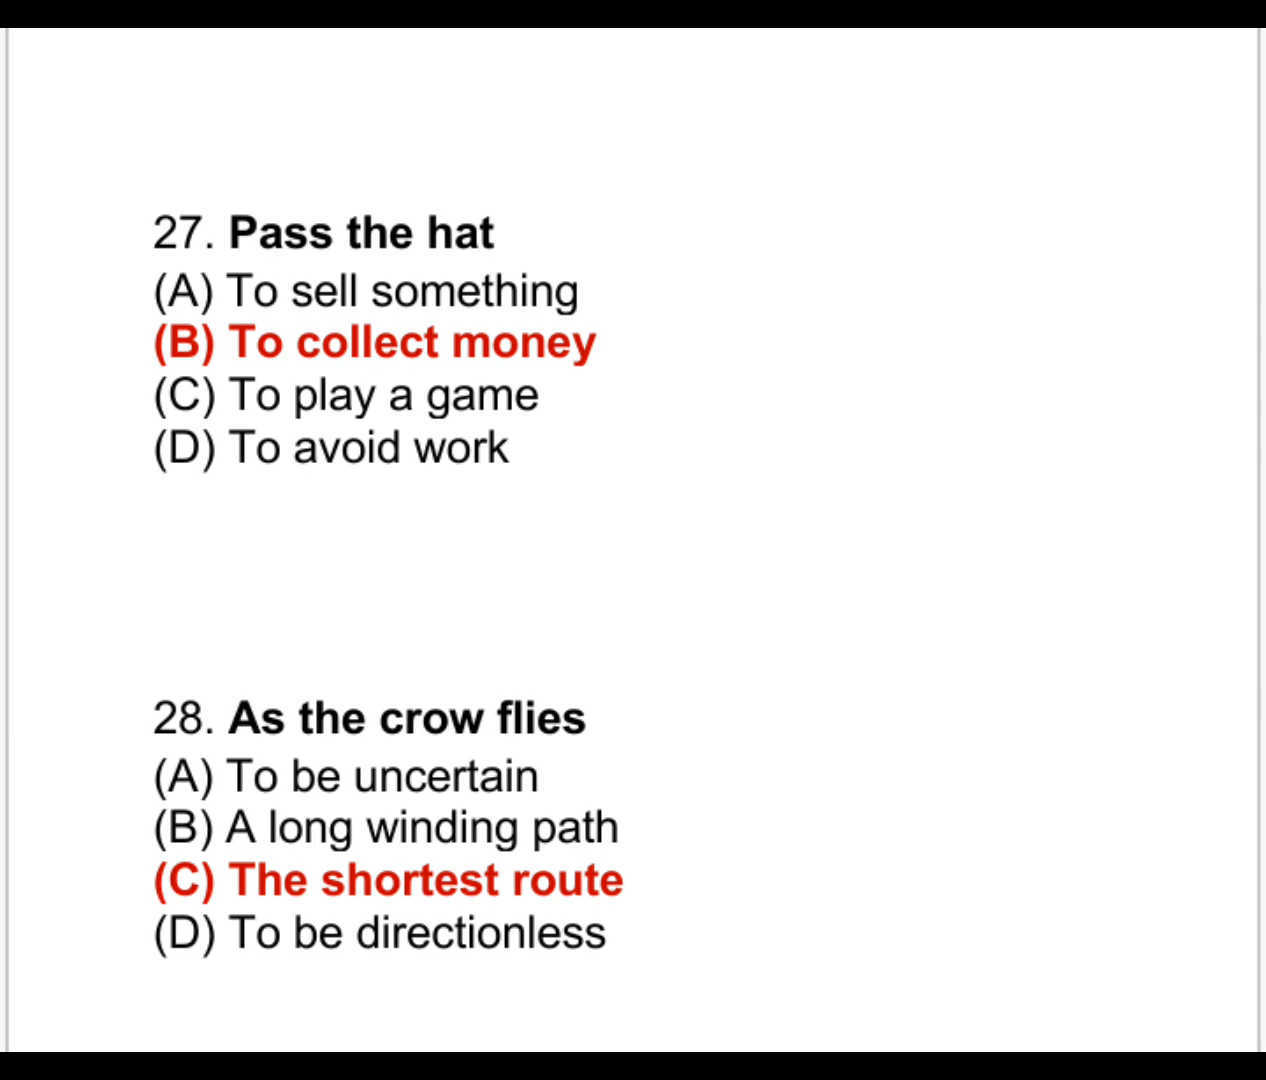 27. Pass the hat
(A) To sell something
(B) To collect money
(C) To play a game
(D) To avoid work
28. As the crow flies
(A) To be uncertain
(B) A long winding path
(C) The shortest route
(D) To be directionless